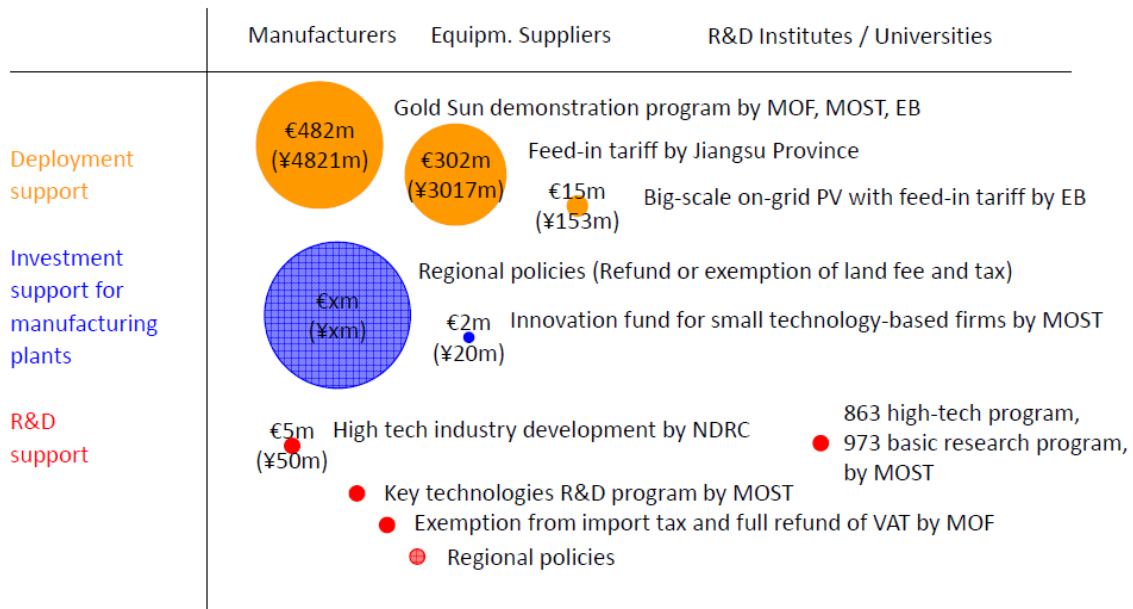 Manufacturers Equipm. Suppliers R&D Institutes / Universities
Gold Sun demonstration program by MOF, MOST, EB
€482m
(¥4821m)
Deployment
support
€302m
(¥3017m)
Feed-in tariff by Jiangsu Province
€15m
(¥153m)
Big-scale on-grid PV with feed-in tariff by EB
Investment
support for
manufacturing
plants
Regional policies (Refund or exemption of land fee and tax)
€xm
(¥xm)
€2m
(¥20m)
Innovation fund for small technology-based firms by MOST
R&D
support
€5m
(¥50m)
High tech industry development by NDRC
863 high-tech program,
973 basic research program,
by MOST
Key technologies R&D program by MOST
Exemption from import tax and full refund of VAT by MOF
Regional policies